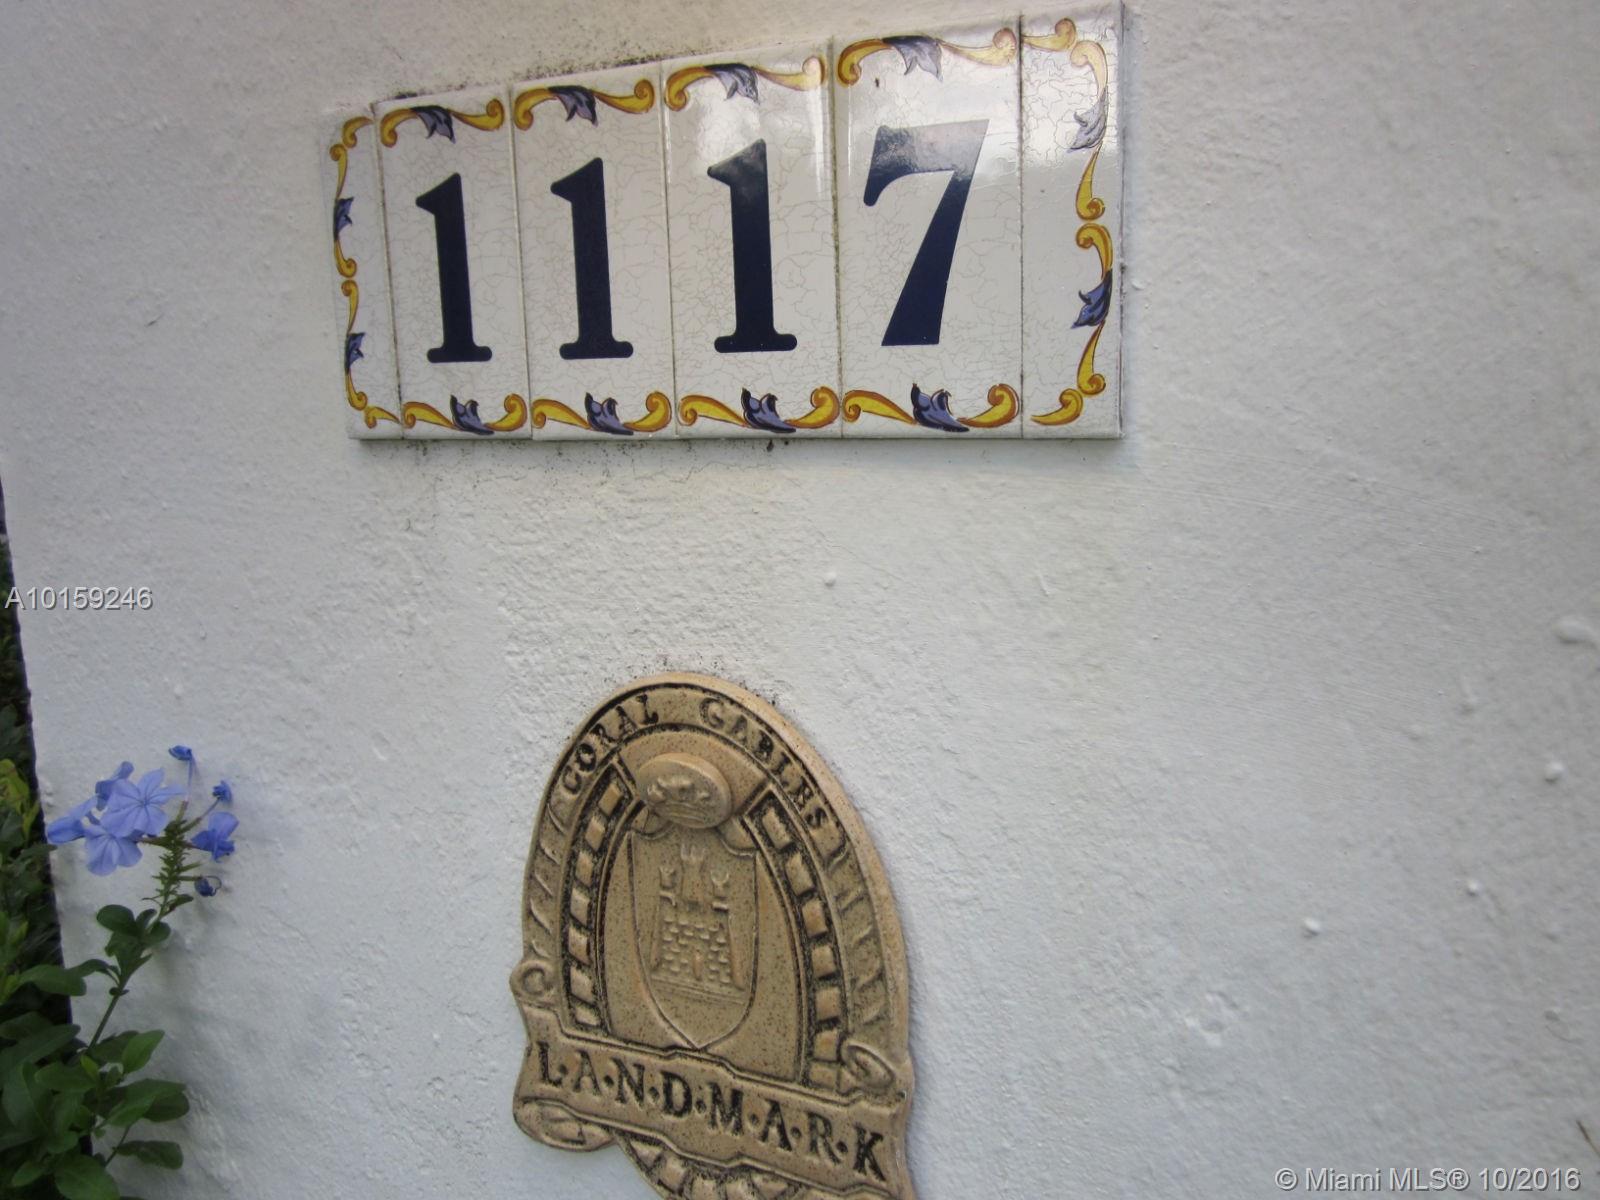 1117
A10159246
CORAL GABLES
L·A·N·D·M·A·R·K
© Miami MLS® 10/2016